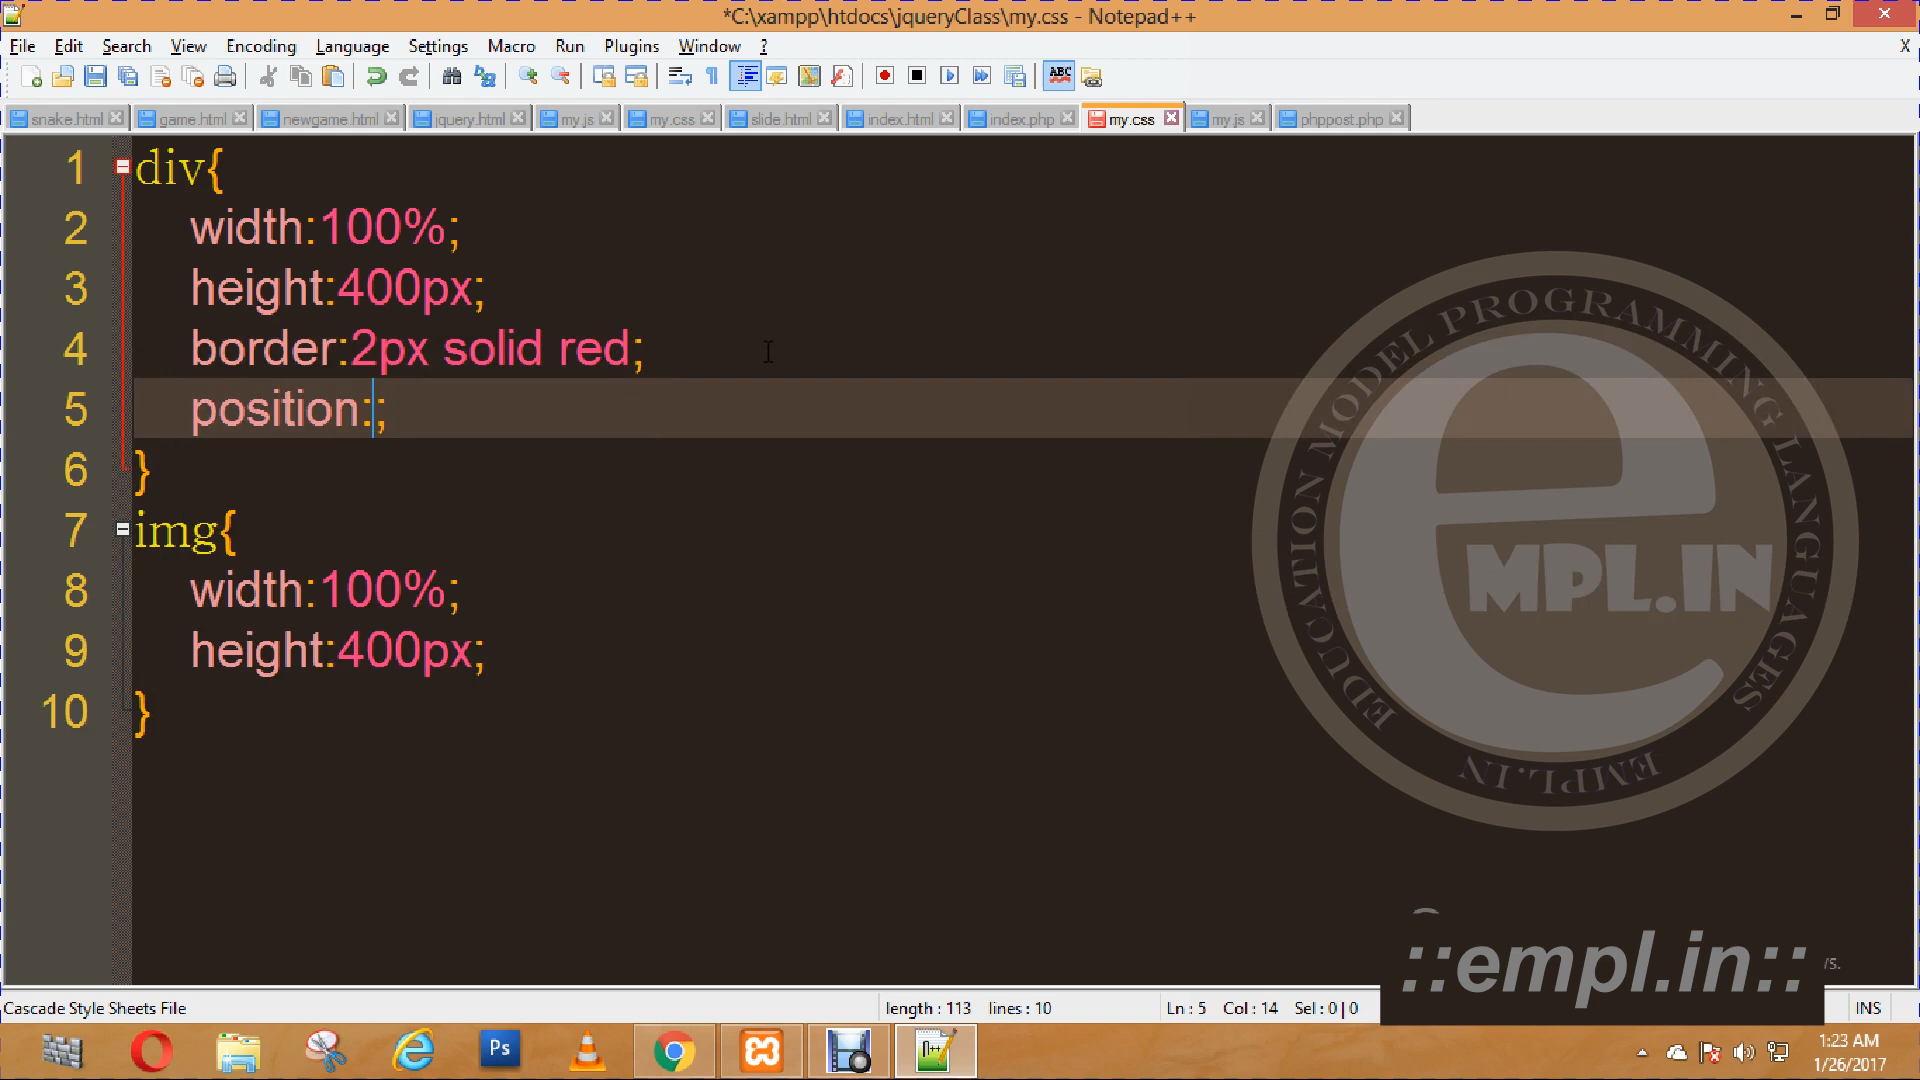 *C:\xampp\htdocs\jqueryClass\my.css - Notepad++
File Edit Search View Encoding Language Settings Macro Run Plugins Window ? X
ABC
snake.html game.html newgame.html jquery.html my.js my.css slide.html index.html index.php my.css my.js phppost.php
1 div{
2 width:100%;
3 height:400px;
4 border:2px solid red;
5 position:;
6 }
7 img{
8 width:100%;
9 height:400px;
10 }
EDUCATION MODEL PROGRAMMING LANGUAGES
eMPL.IN
EMPL.IN
::empl.in::
Cascade Style Sheets File length : 113 lines : 10 Ln : 5 Col : 14 Sel : 0 | 0 INS
Ps
1:23 AM
1/26/2017